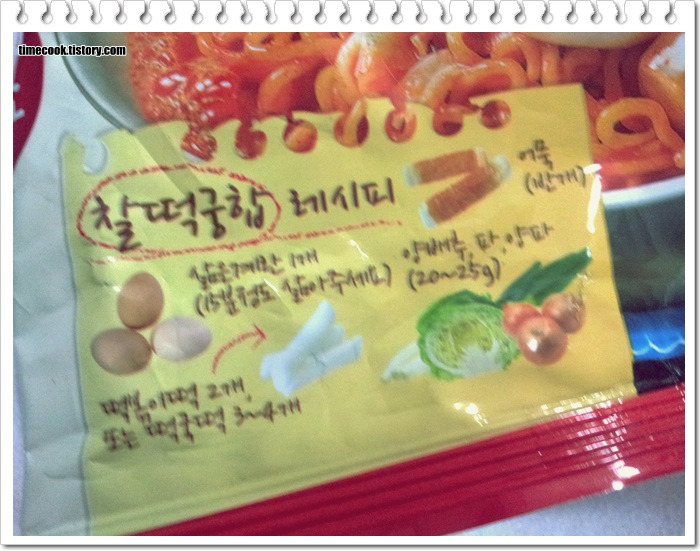 timecook.tistory.com
찰떡궁합 레시피
어묵
(반개)
삶은계란 1개
(15분정도 삶아주세요)
양배추, 파, 양파
(20~25g)
떡볶이떡 2개,
또는 떡국떡 3~4개